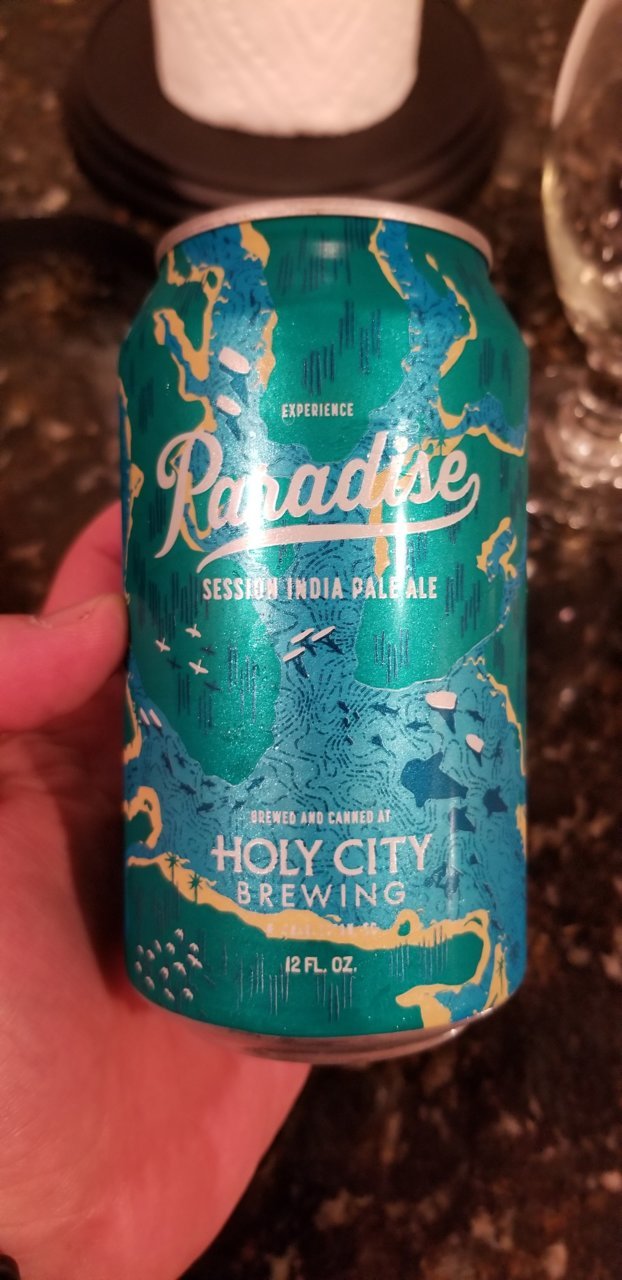 EXPERIENCE
Paradise
SESSION INDIA PALE ALE
BREWED AND CANNED AT
HOLY CITY
BREWING
12 FL. OZ.